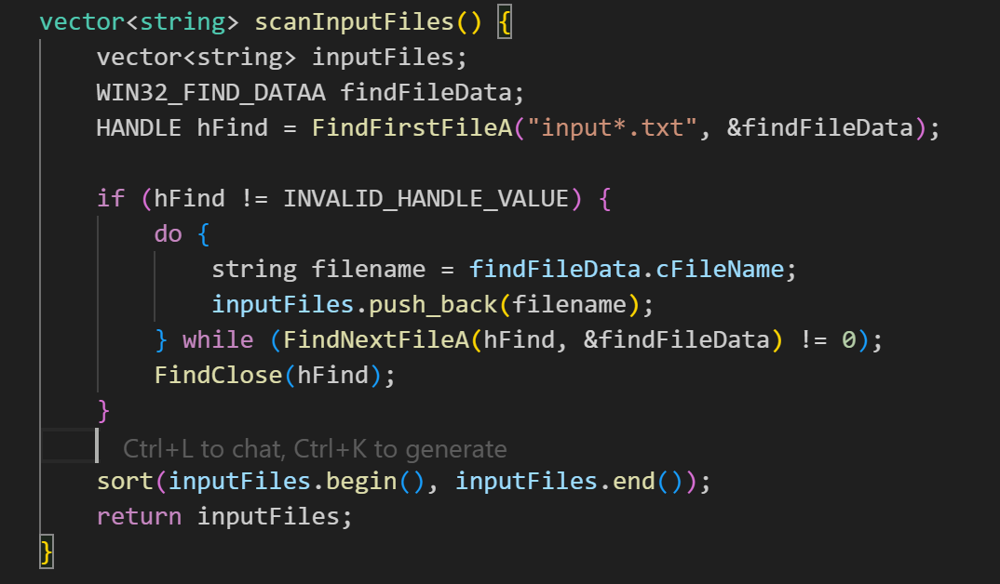 vector<string> scanInputFiles() {
    vector<string> inputFiles;
    WIN32_FIND_DATAA findFileData;
    HANDLE hFind = FindFirstFileA("input*.txt", &findFileData);

    if (hFind != INVALID_HANDLE_VALUE) {
        do {
            string filename = findFileData.cFileName;
            inputFiles.push_back(filename);
        } while (FindNextFileA(hFind, &findFileData) != 0);
        FindClose(hFind);
    }
    Ctrl+L to chat, Ctrl+K to generate
    sort(inputFiles.begin(), inputFiles.end());
    return inputFiles;
}